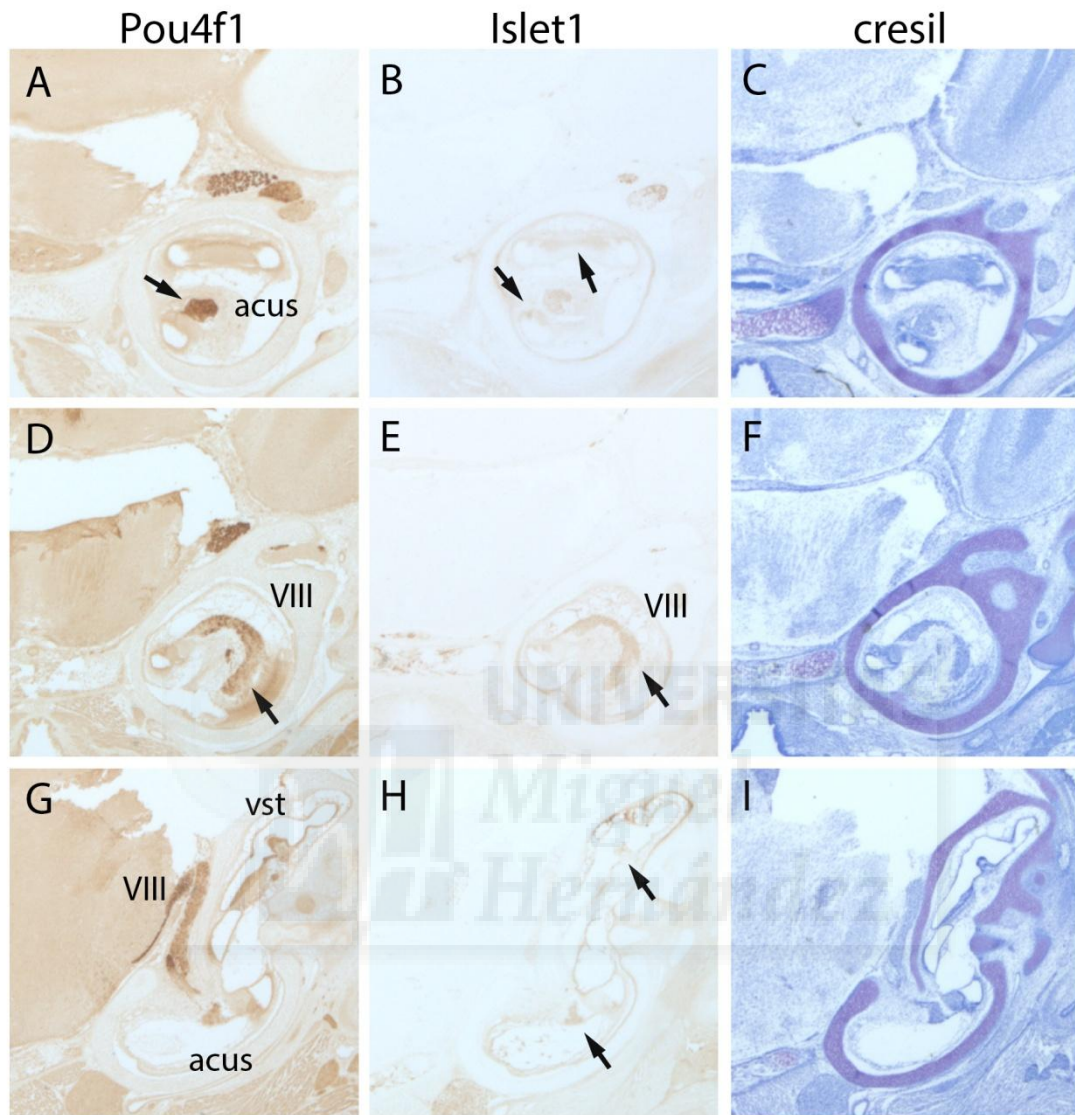 Pou4f1 Islet1 cresil
A B C
acus
D E F
VIII VIII
G H I
vst
VIII
acus
UNIVERSITAS
Miguel
Hernández